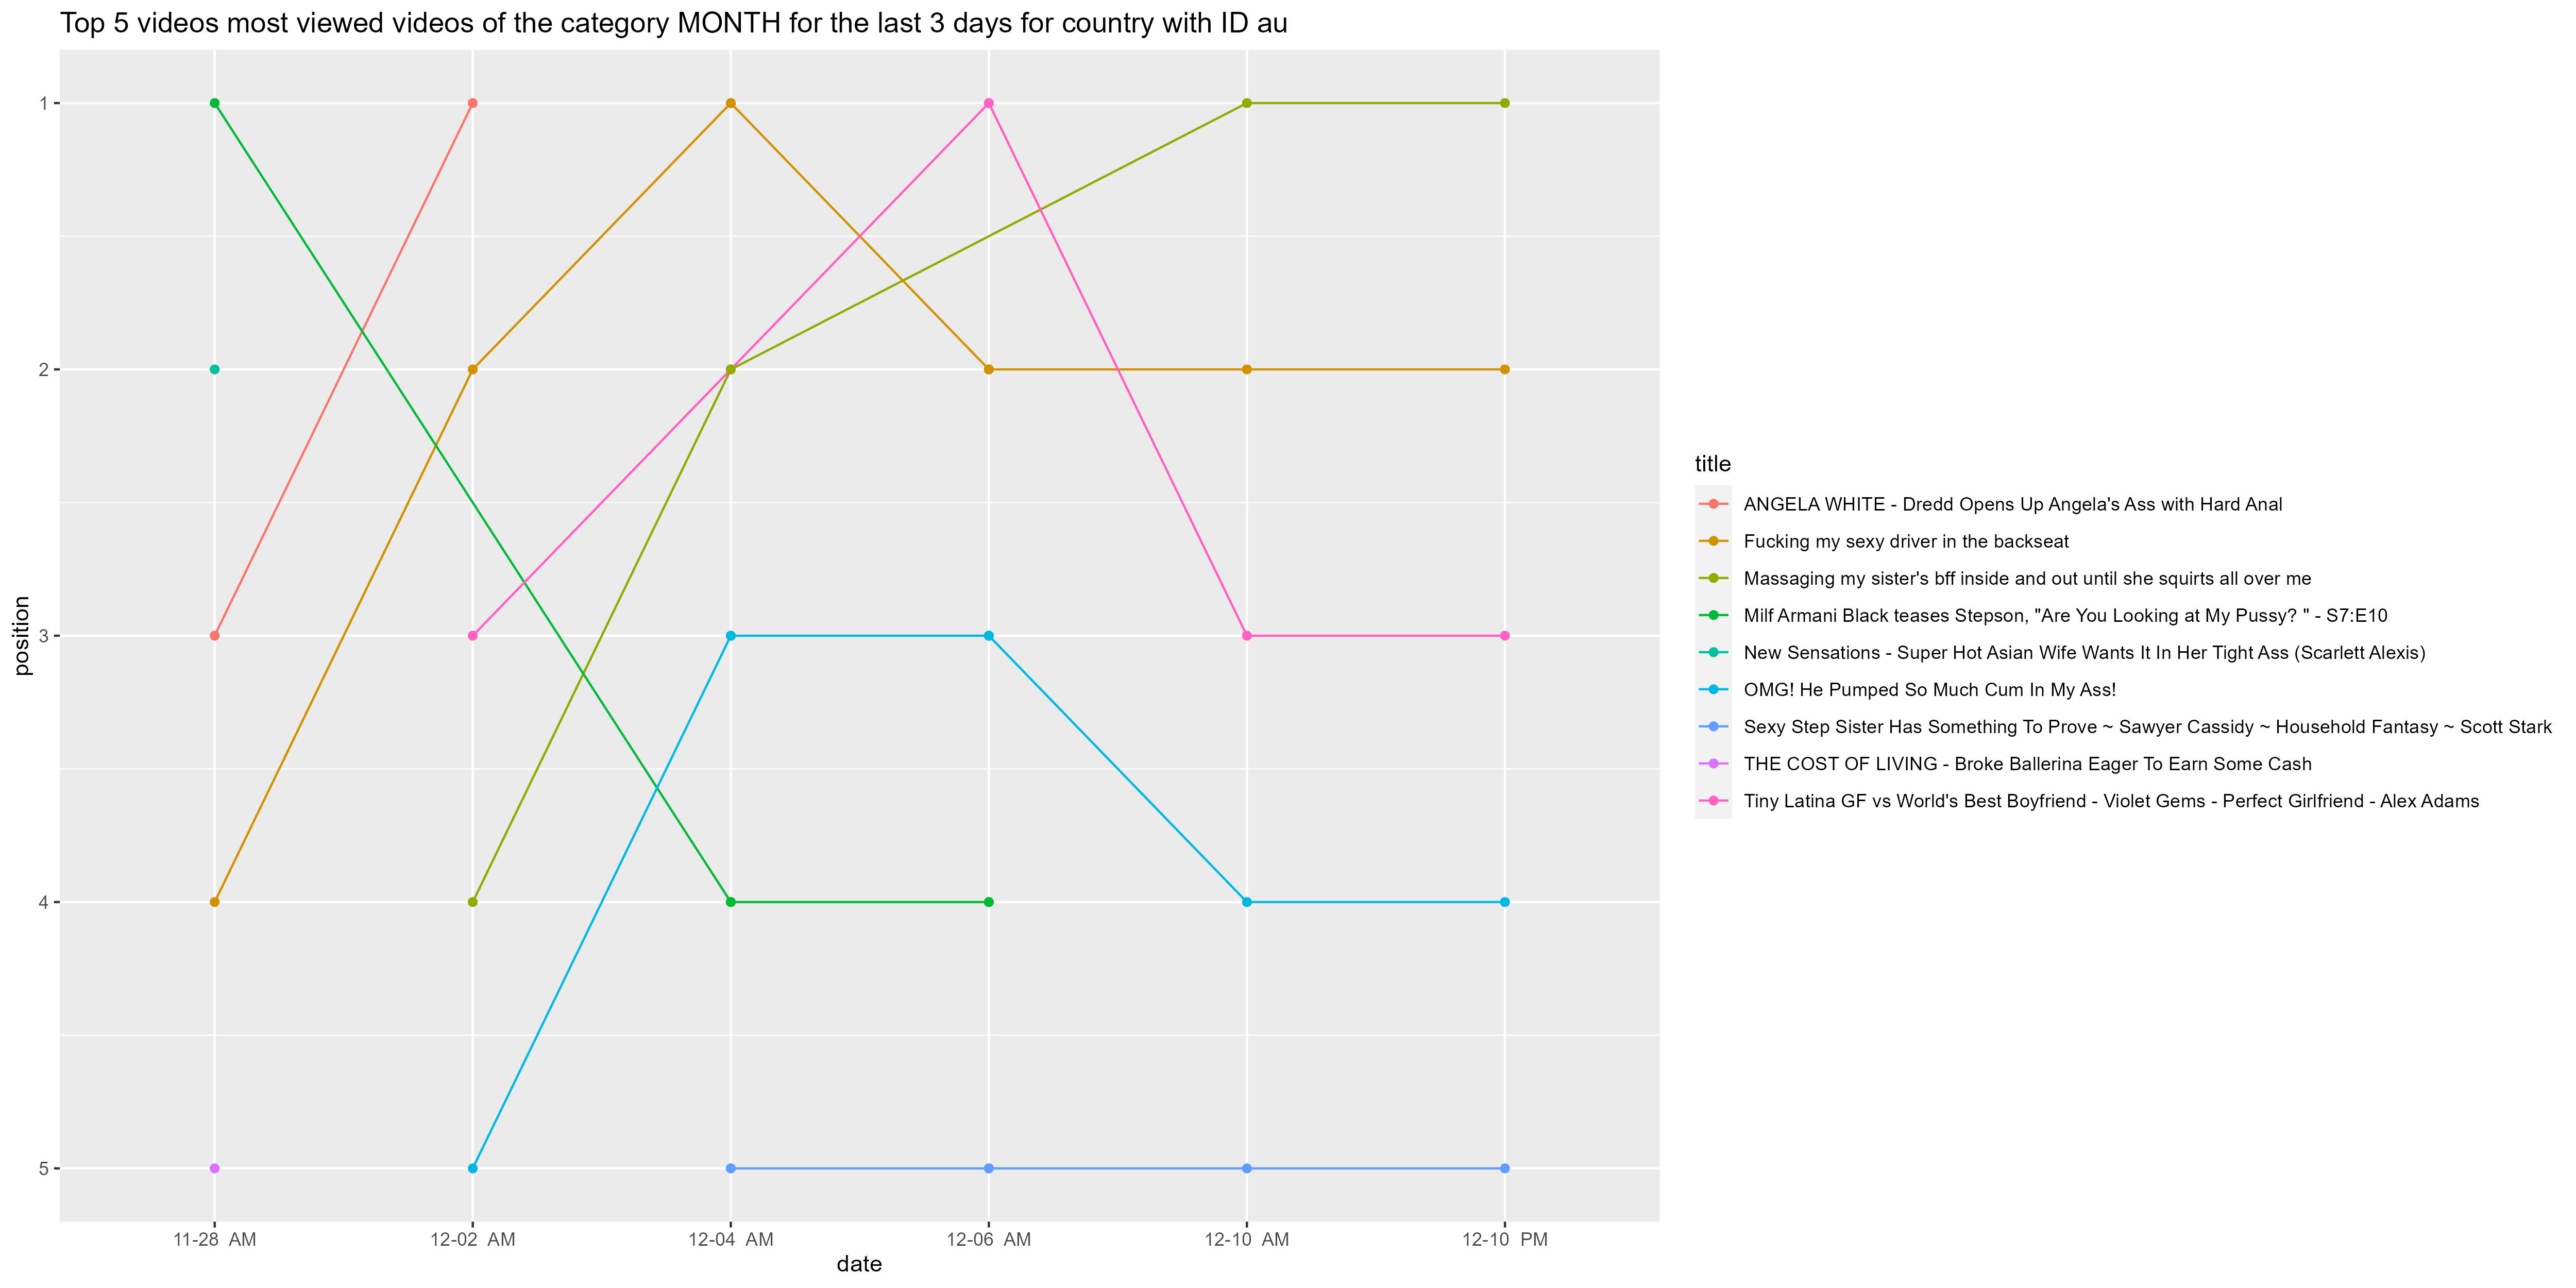 Top 5 videos most viewed videos of the category MONTH for the last 3 days for country with ID au
position
1
2
3
4
5
11-28 AM
12-02 AM
12-04 AM
12-06 AM
12-10 AM
12-10 PM
date
title
ANGELA WHITE - Dredd Opens Up Angela's Ass with Hard Anal
Fucking my sexy driver in the backseat
Massaging my sister's bff inside and out until she squirts all over me
Milf Armani Black teases Stepson, "Are You Looking at My Pussy? " - S7:E10
New Sensations - Super Hot Asian Wife Wants It In Her Tight Ass (Scarlett Alexis)
OMG! He Pumped So Much Cum In My Ass!
Sexy Step Sister Has Something To Prove ~ Sawyer Cassidy ~ Household Fantasy ~ Scott Stark
THE COST OF LIVING - Broke Ballerina Eager To Earn Some Cash
Tiny Latina GF vs World's Best Boyfriend - Violet Gems - Perfect Girlfriend - Alex Adams